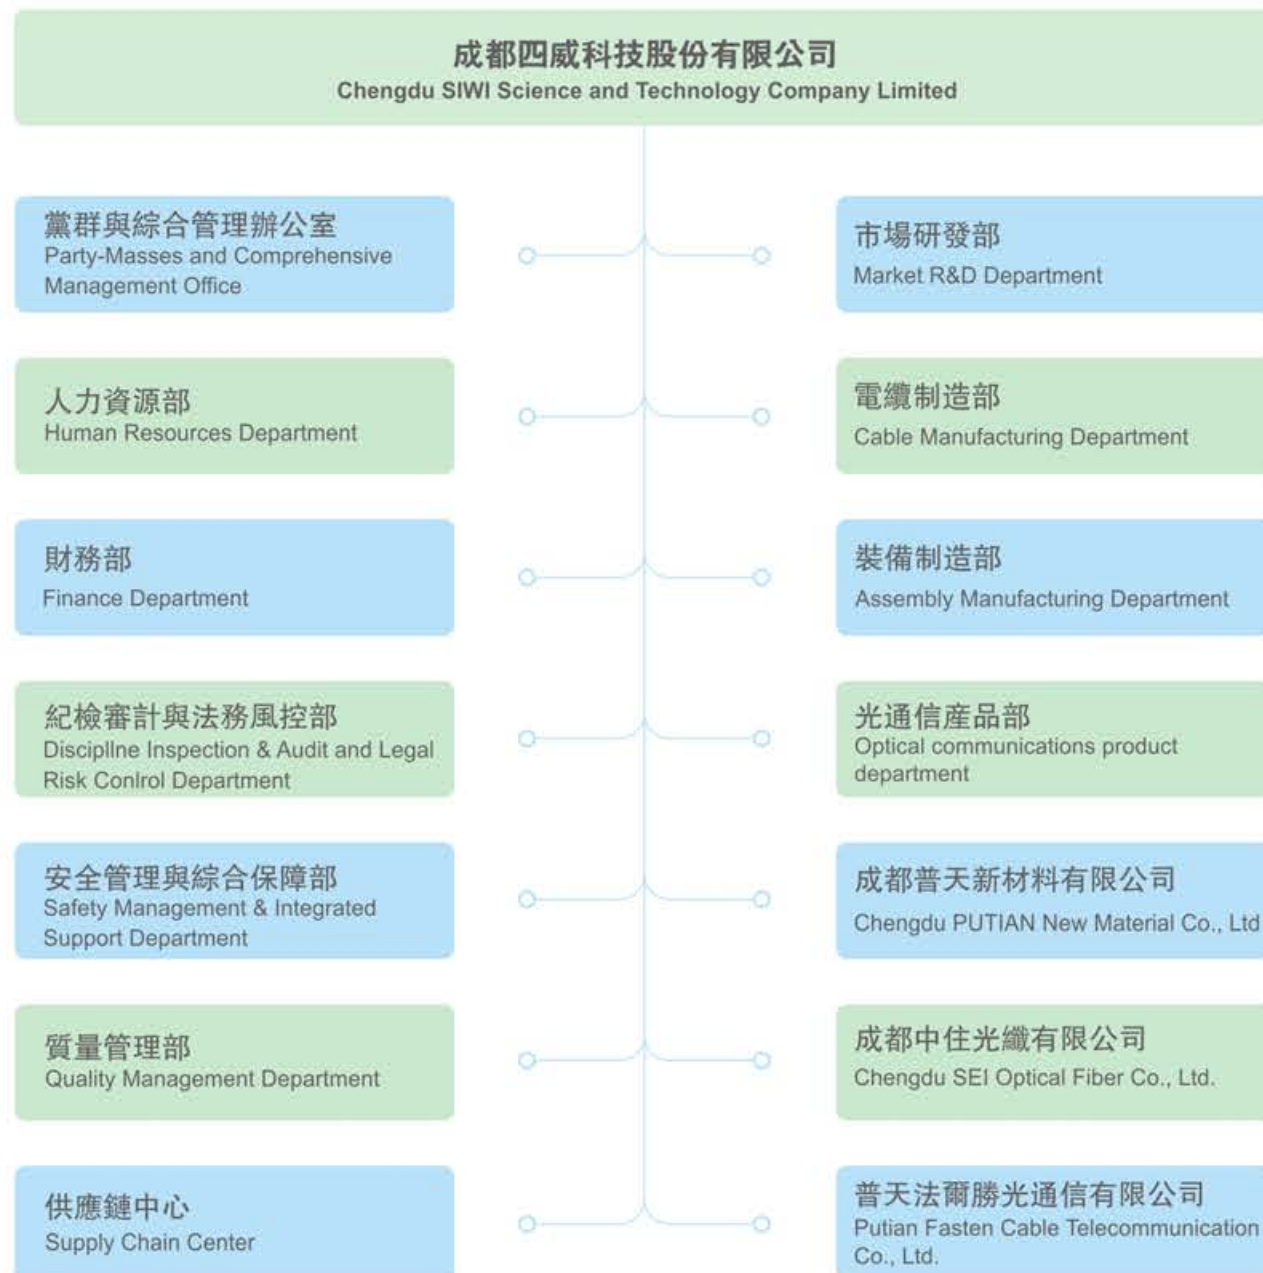 成都四威科技股份有限公司
Chengdu SIWI Science and Technology Company Limited
黨群與綜合管理辦公室
Party-Masses and Comprehensive
Management Office
市場研發部
Market R&D Department
人力資源部
Human Resources Department
電纜制造部
Cable Manufacturing Department
財務部
Finance Department
裝備制造部
Assembly Manufacturing Department
紀檢審計與法務風控部
Discipllne Inspection & Audit and Legal
Risk Conlrol Department
光通信産品部
Optical communications product
department
安全管理與綜合保障部
Safety Management & Integrated
Support Department
成都普天新材料有限公司
Chengdu PUTIAN New Material Co., Ltd
質量管理部
Quality Management Department
成都中住光纖有限公司
Chengdu SEI Optical Fiber Co., Ltd.
供應鏈中心
Supply Chain Center
普天法爾勝光通信有限公司
Putian Fasten Cable Telecommunication
Co., Ltd.